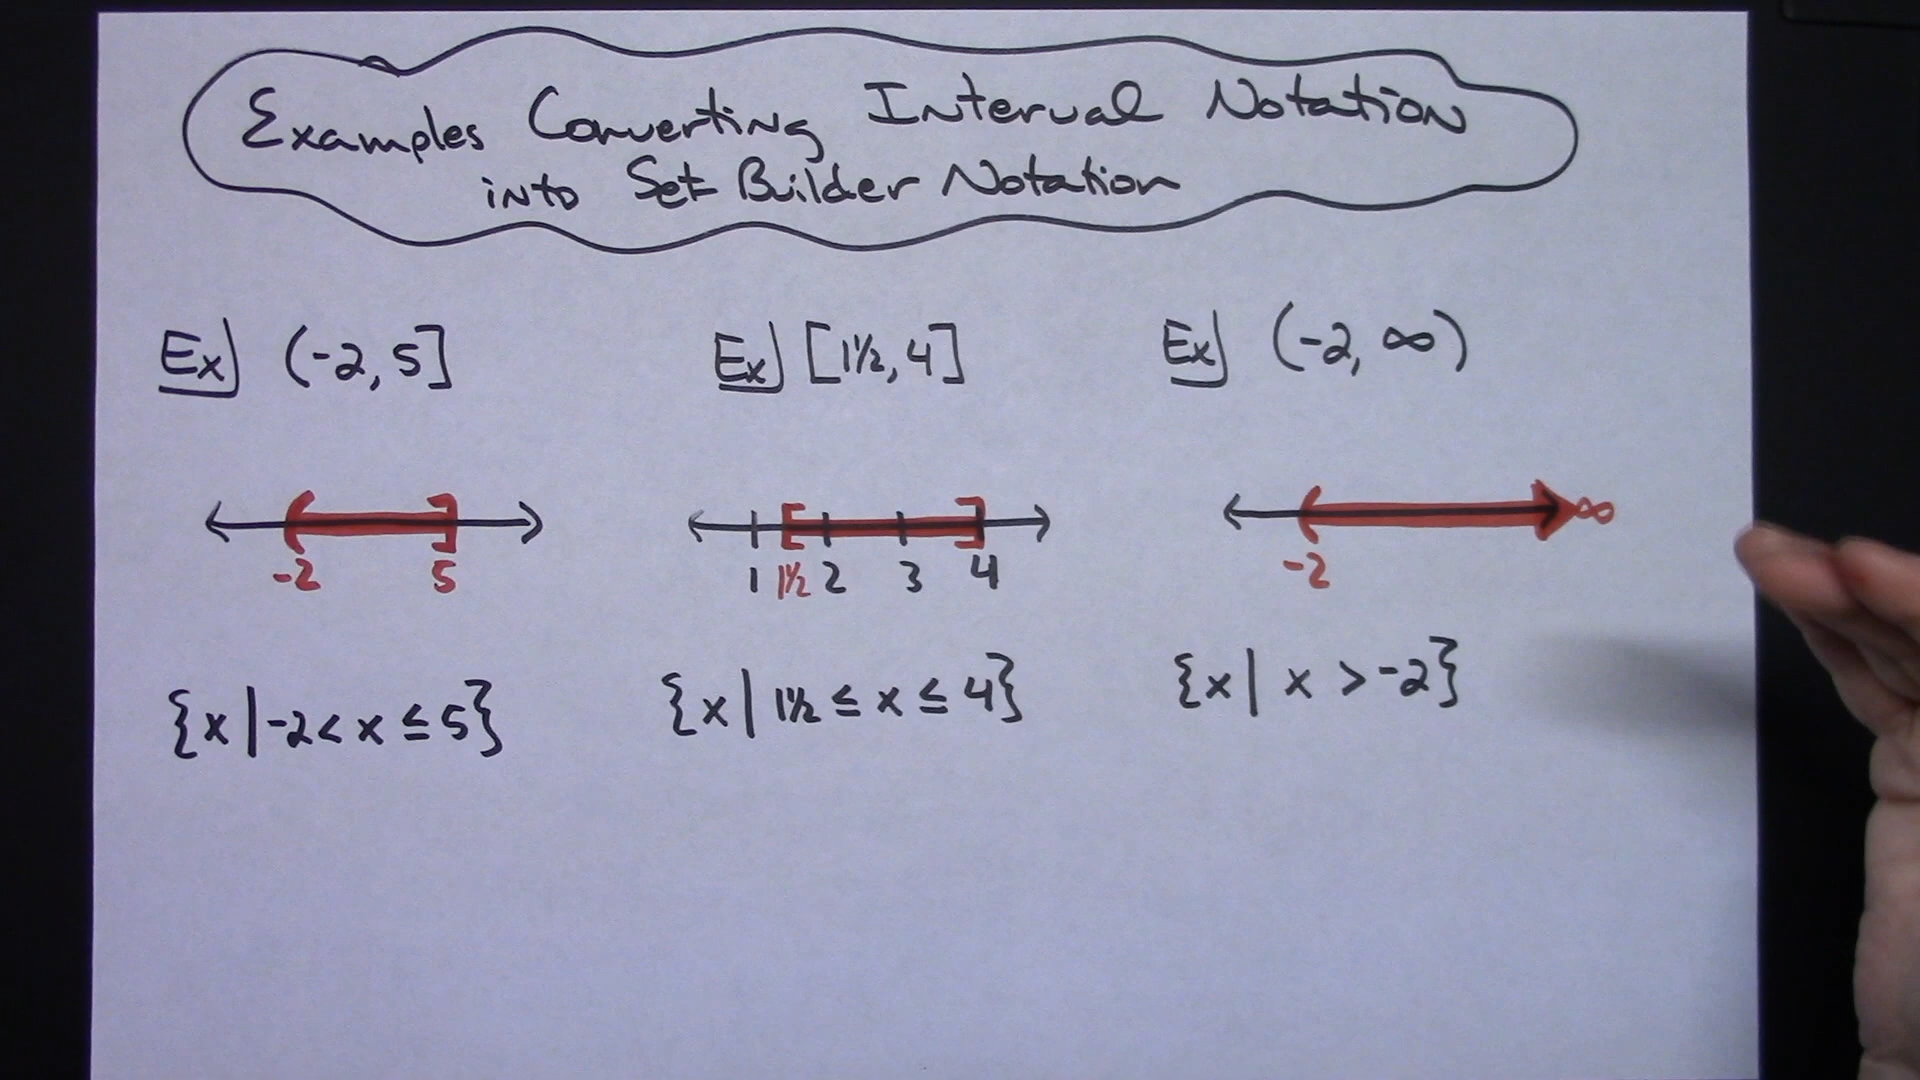 Examples Converting Interval Notation
into Set Builder Notation
Ex) (-2, 5]
Ex) [1½, 4]
Ex) (-2, ∞)
-2 5
1 1½ 2 3 4
-2 ∞
{x | -2 < x ≤ 5}
{x | 1½ ≤ x ≤ 4}
{x | x > -2}